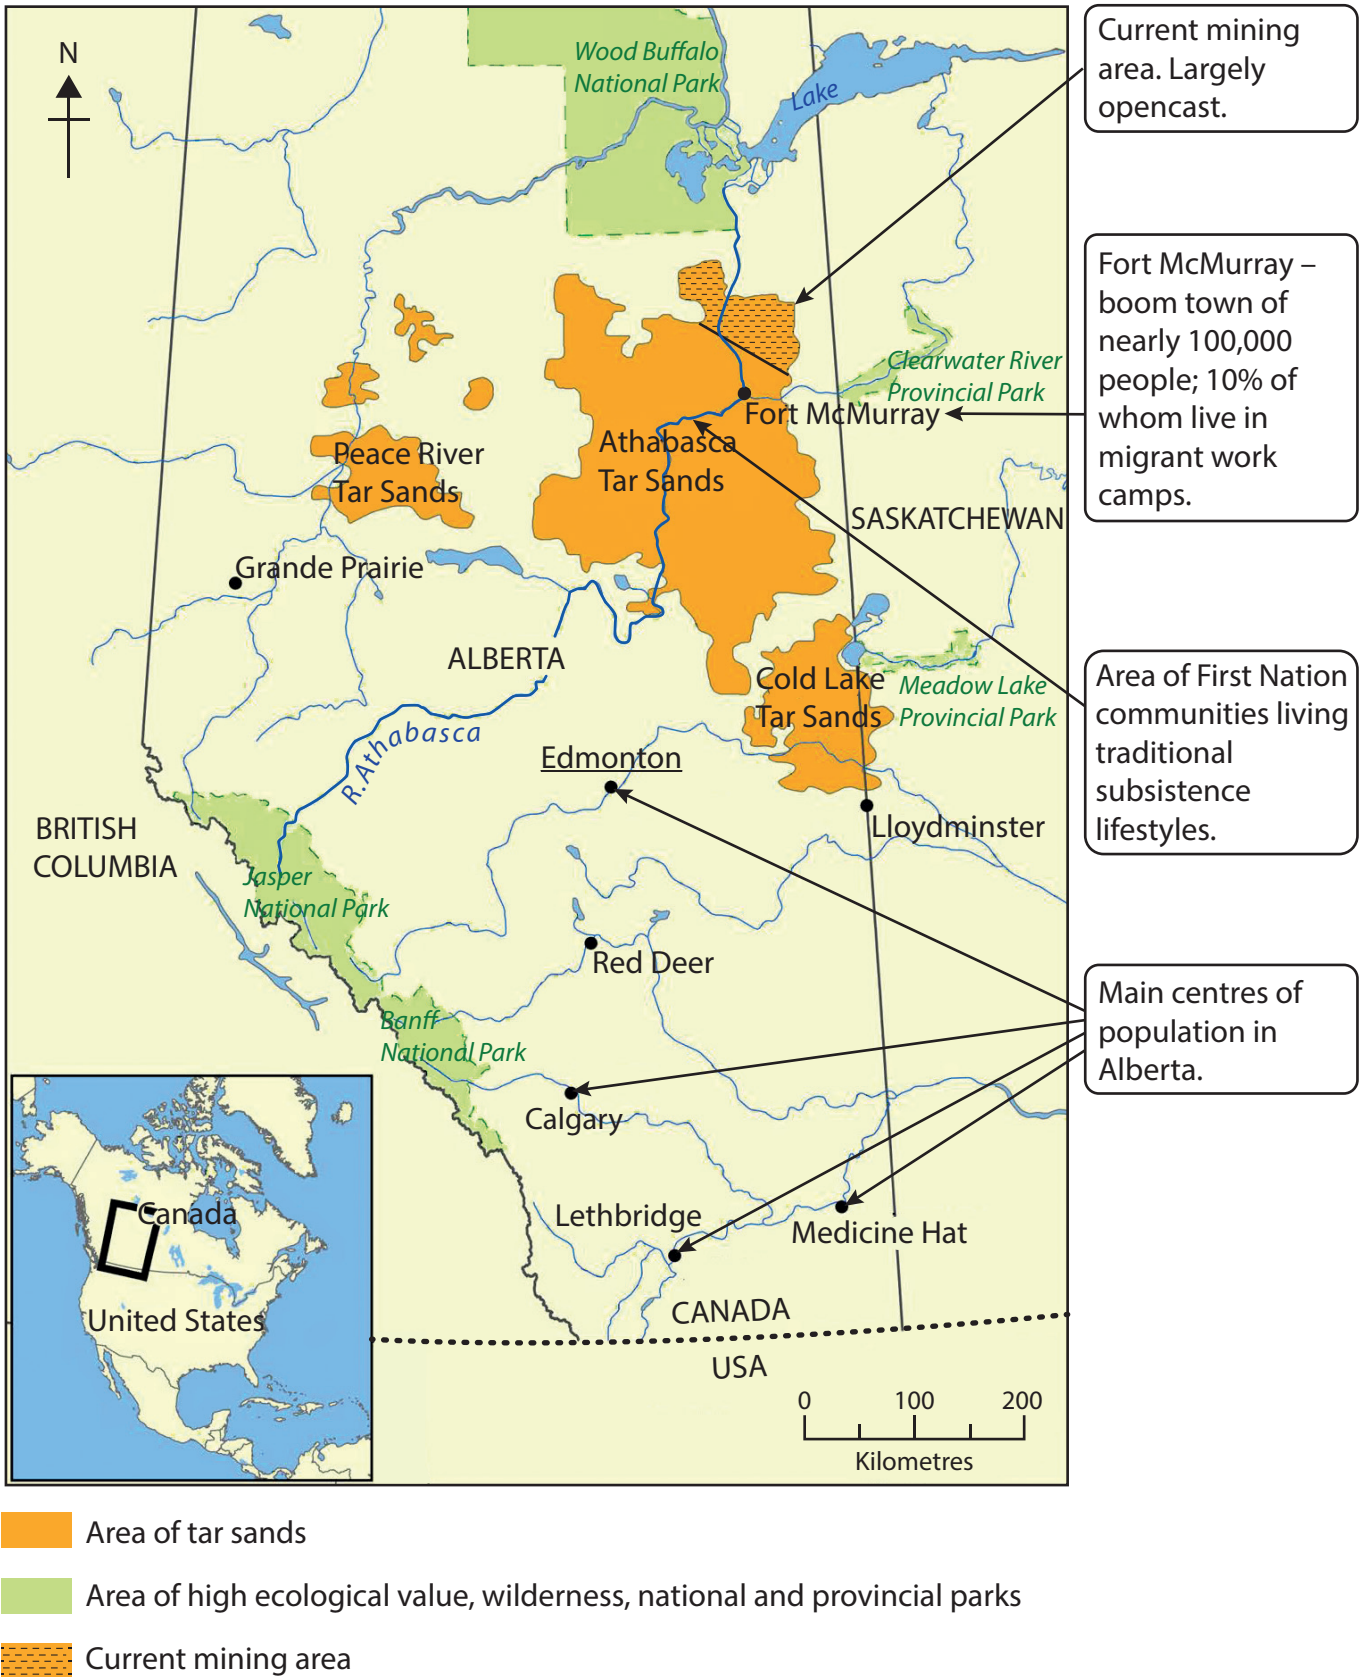 N
Wood Buffalo
National Park
Lake
Clearwater River
Provincial Park
Fort McMurray
Athabasca
Tar Sands
Peace River
Tar Sands
SASKATCHEWAN
Grande Prairie
ALBERTA
Cold Lake
Tar Sands
Meadow Lake
Provincial Park
R.Athabasca
Edmonton
Lloydminster
BRITISH
COLUMBIA
Jasper
National Park
Red Deer
Banff
National Park
Calgary
Lethbridge
Medicine Hat
CANADA
USA
0 100 200
Kilometres
Canada
United States
Current mining
area. Largely
opencast.
Fort McMurray –
boom town of
nearly 100,000
people; 10% of
whom live in
migrant work
camps.
Area of First Nation
communities living
traditional
subsistence
lifestyles.
Main centres of
population in
Alberta.
Area of tar sands
Area of high ecological value, wilderness, national and provincial parks
Current mining area